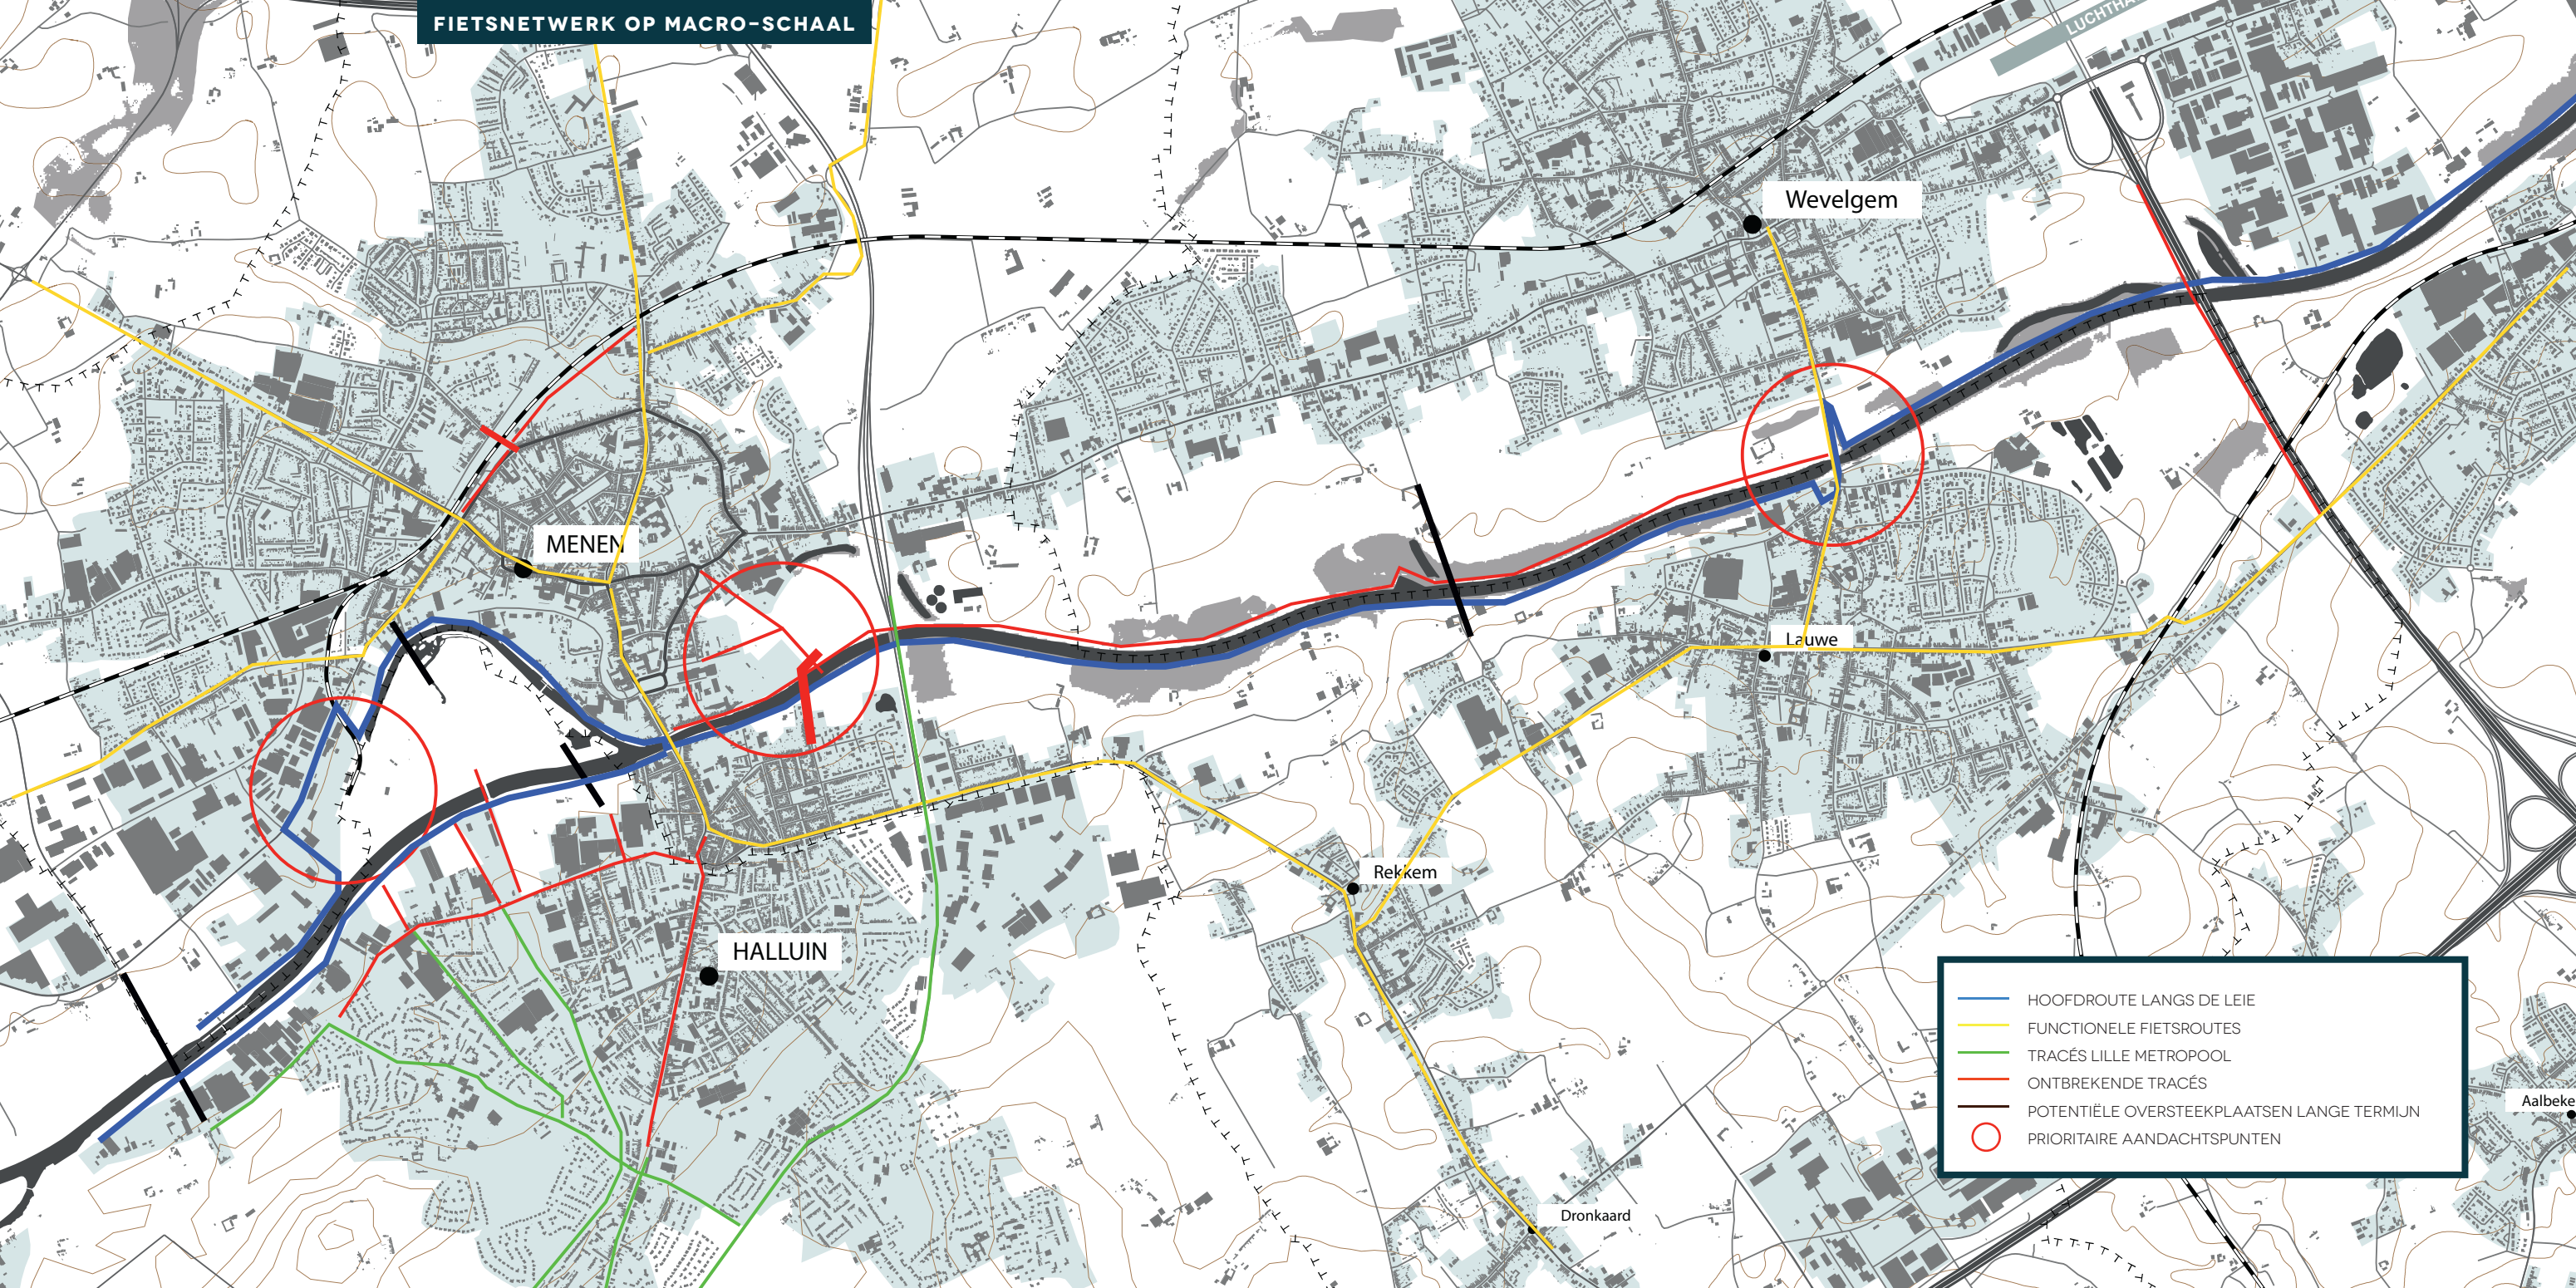 FIETSNETWERK OP MACRO-SCHAAL
Wevelgem
MENEN
Lauwe
Rekkem
HALLUIN
HOOFDROUTE LANGS DE LEIE
FUNCTIONELE FIETSROUTES
TRACÉS LILLE METROPOOL
ONTBREKENDE TRACÉS
POTENTIËLE OVERSTEEKPLAATSEN LANGE TERMIJN
PRIORITAIRE AANDACHTSPUNTEN
Aalbeke
Dronkaard